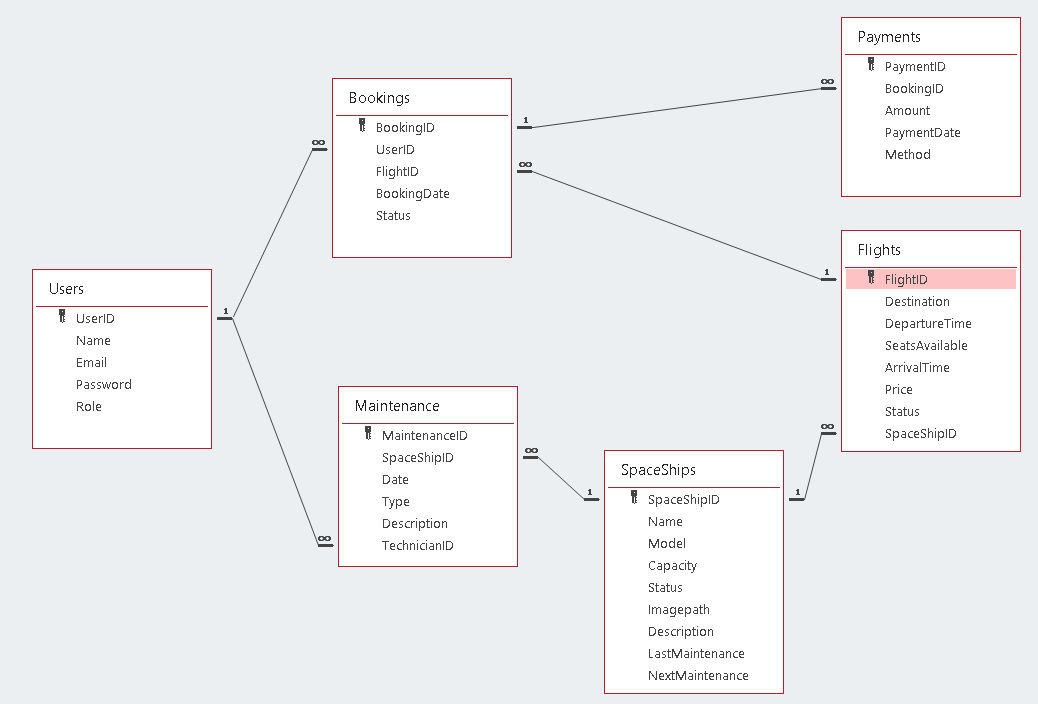 Users
UserID
Name
Email
Password
Role
Bookings
BookingID
UserID
FlightID
BookingDate
Status
Maintenance
MaintenanceID
SpaceShipID
Date
Type
Description
TechnicianID
SpaceShips
SpaceShipID
Name
Model
Capacity
Status
Imagepath
Description
LastMaintenance
NextMaintenance
Payments
PaymentID
BookingID
Amount
PaymentDate
Method
Flights
FlightID
Destination
DepartureTime
SeatsAvailable
ArrivalTime
Price
Status
SpaceShipID
1
∞
∞
1
∞
∞
1
∞
1
1
∞